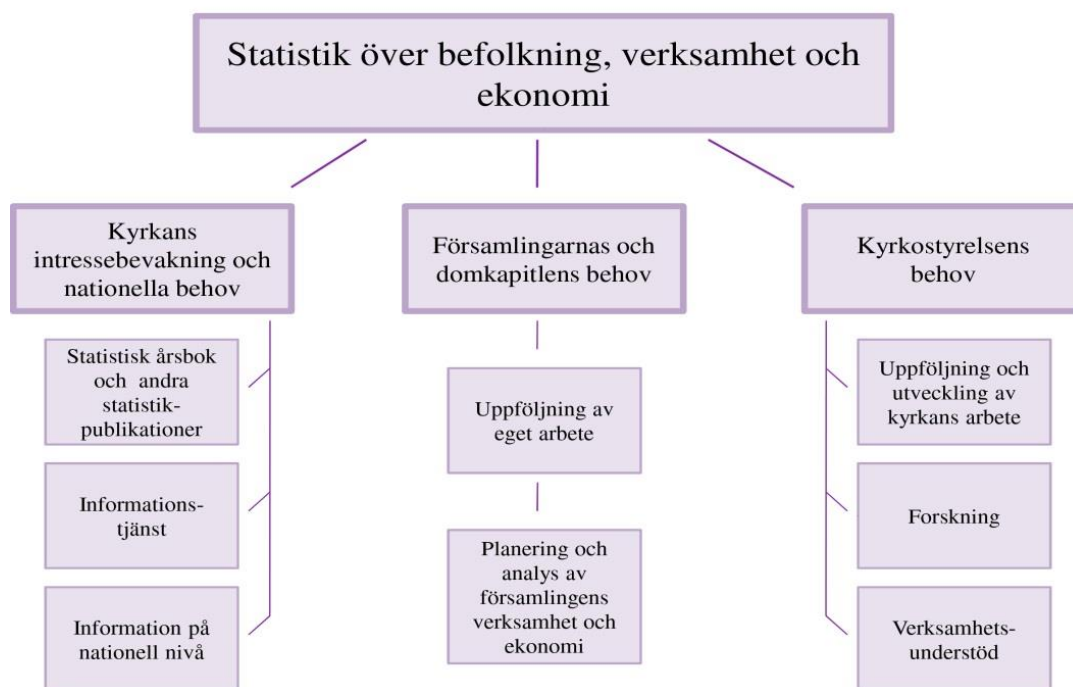 Statistik över befolkning, verksamhet och
ekonomi
Kyrkans
intressebevakning och
nationella behov
Statistisk årsbok
och andra
statistik-
publikationer
Informations-
tjänst
Information på
nationell nivå
Församlingarnas och
domkapitlens behov
Uppföljning av
eget arbete
Planering och
analys av
församlingens
verksamhet och
ekonomi
Kyrkostyrelsens
behov
Uppföljning och
utveckling av
kyrkans arbete
Forskning
Verksamhets-
understöd